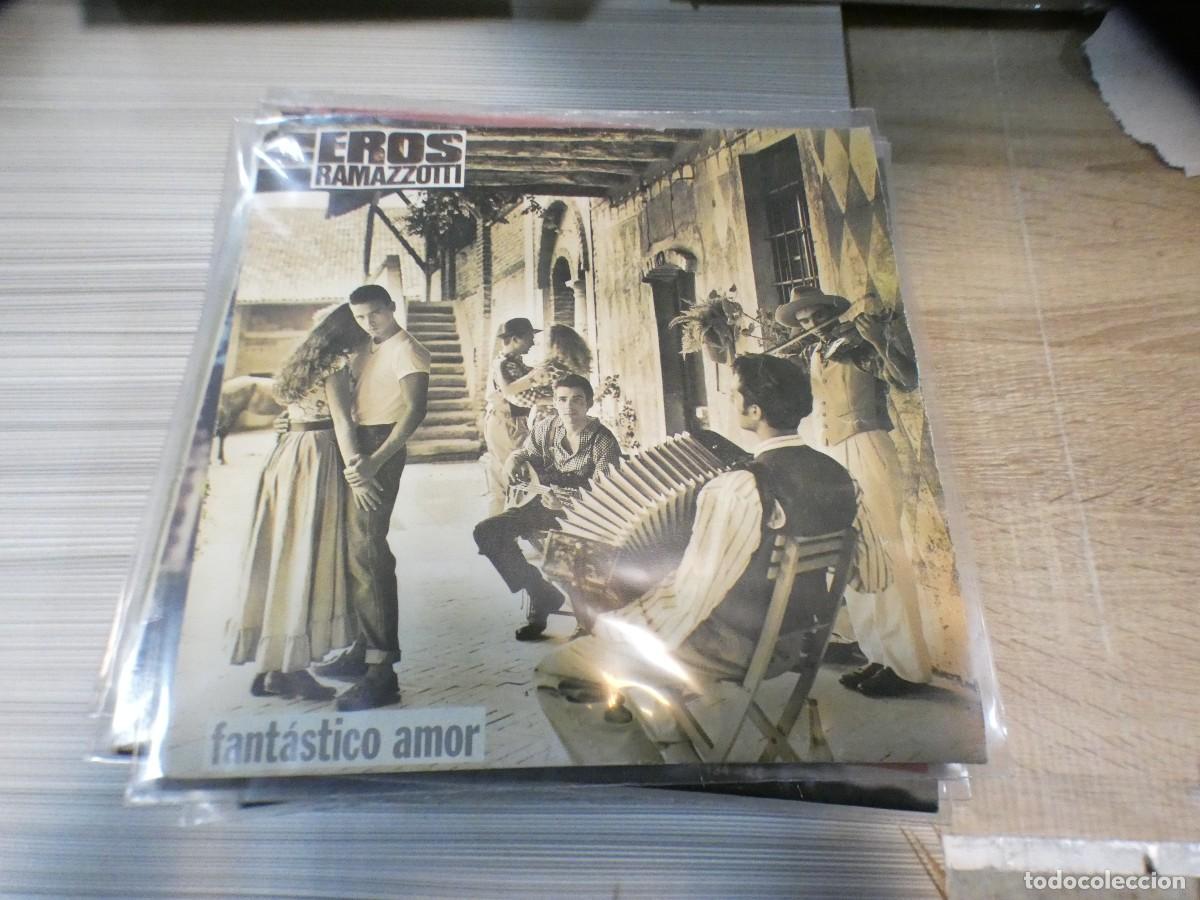 EROS
RAMAZZOTTI
fantástico amor
todocoleccion